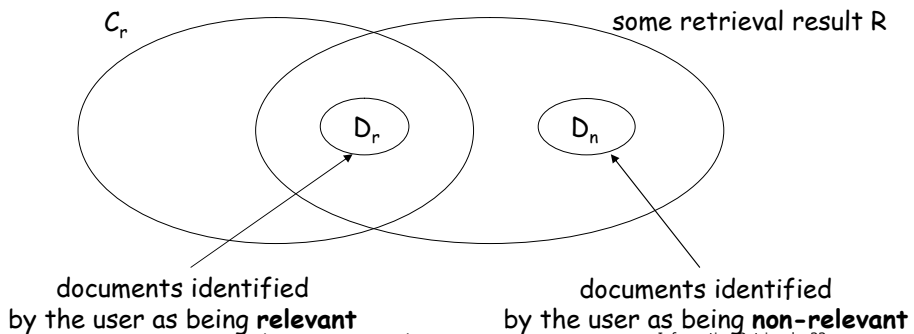 C_r
some retrieval result R
D_r
D_n
documents identified
by the user as being relevant
documents identified
by the user as being non-relevant